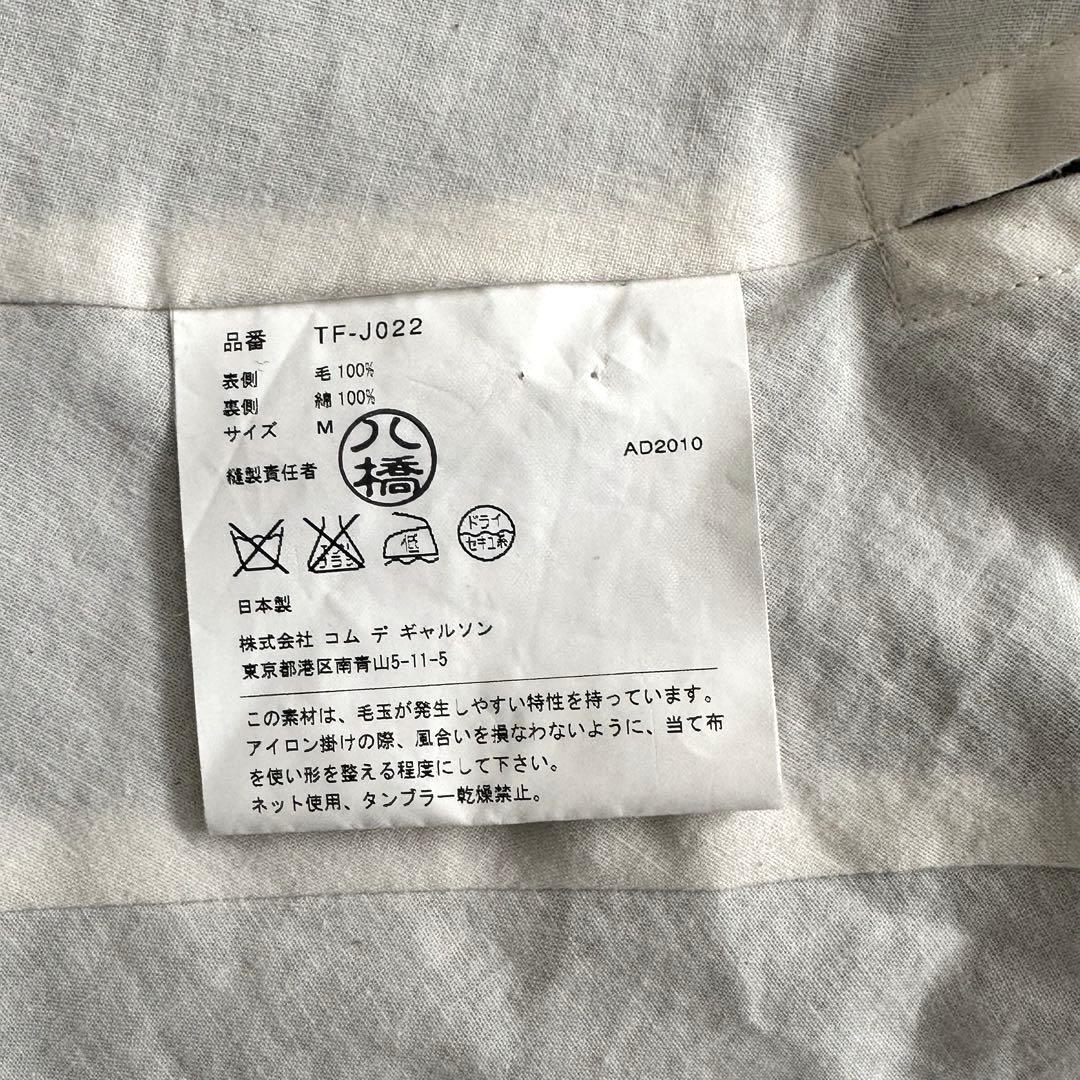 品番 TF-J022
表側 毛 100%
裏側 綿 100%
サイズ M
縫製責任者 八橋
AD2010
ドライ
セキユ系
低
日本製
株式会社 コム デ ギャルソン
東京都港区南青山5-11-5
この素材は、毛玉が発生しやすい特性を持っています。
アイロン掛けの際、風合いを損なわないように、当て布
を使い形を整える程度にして下さい。
ネット使用、タンブラー乾燥禁止。